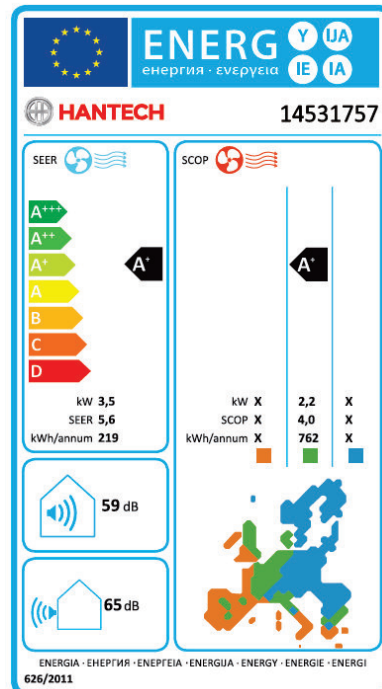 ENERG Y IJA
енергия · ενεργεια IE IA
HANTECH 14531757
SEER
SCOP
A+++
A++
A+
A
B
C
D
A+
A+
kW 3,5
SEER 5,6
kWh/annum 219
kW X 2,2 X
SCOP X 4,0 X
kWh/annum X 762 X
59 dB
65 dB
ENERGIA · ЕНЕРГИЯ · ΕΝΕΡΓΕΙΑ · ENERGIJA · ENERGY · ENERGIE · ENERGI
626/2011